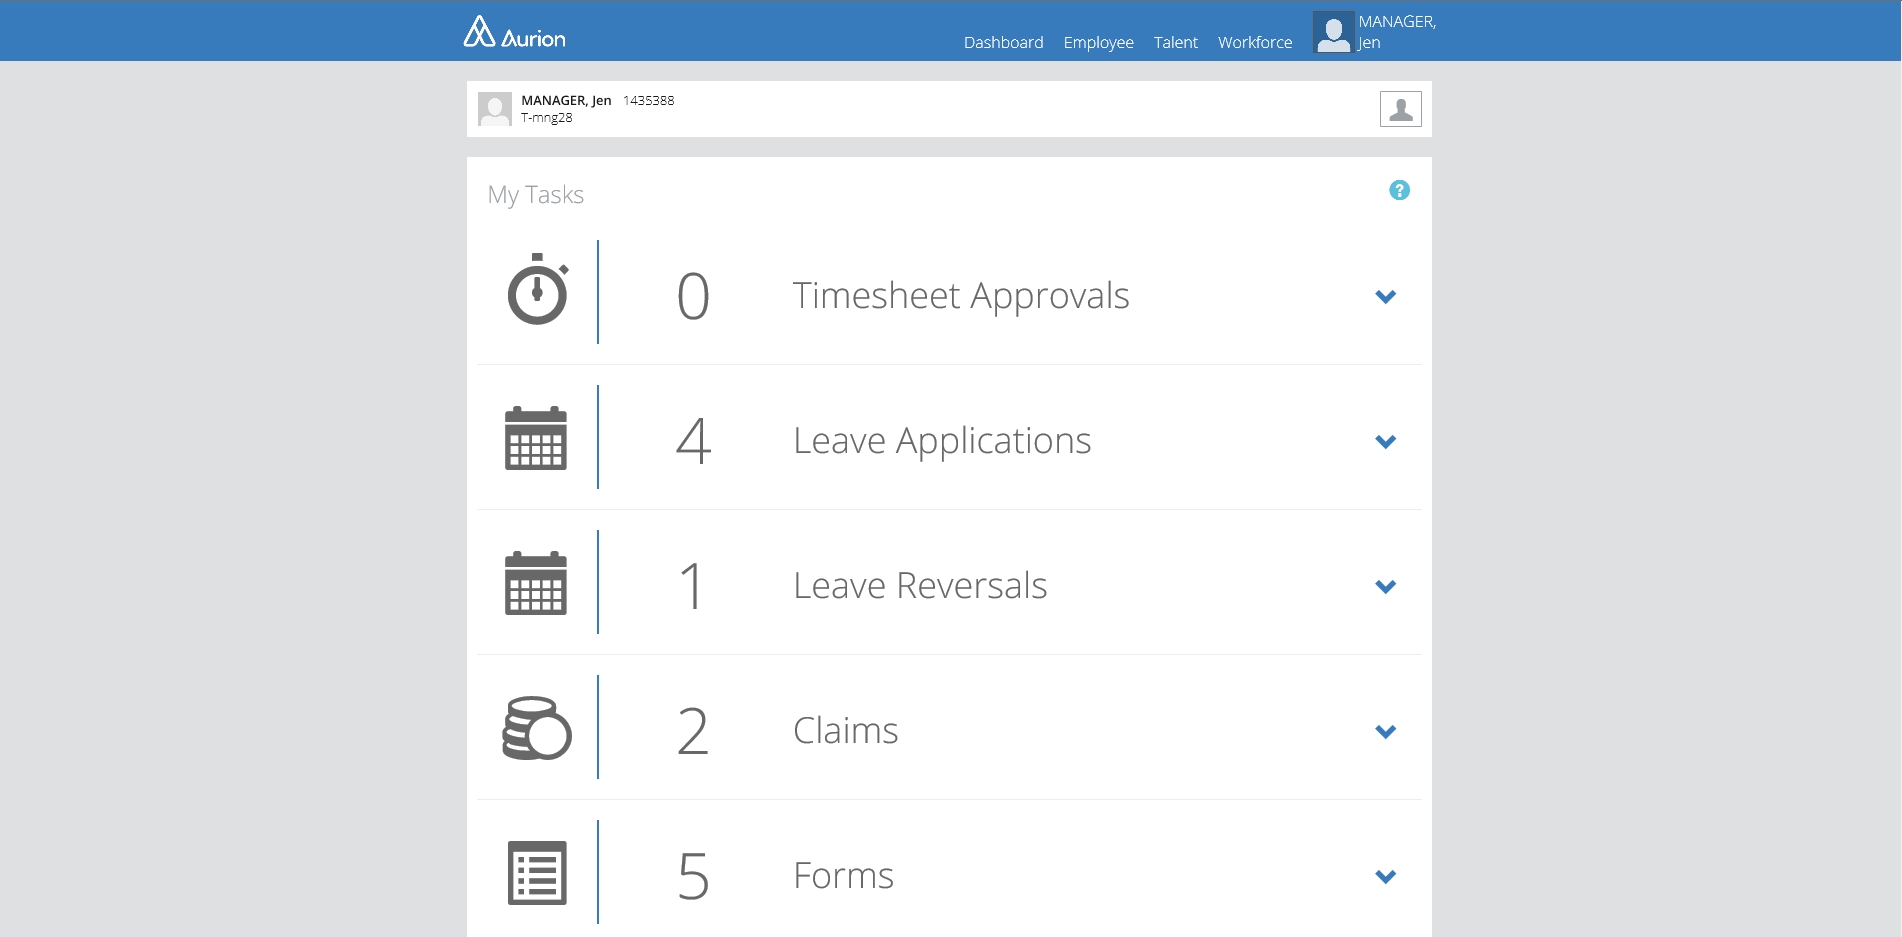 Aurion
Dashboard Employee Talent Workforce
MANAGER,
Jen
MANAGER, Jen 1435388
T-mng28
My Tasks
?
0 Timesheet Approvals
4 Leave Applications
1 Leave Reversals
2 Claims
5 Forms